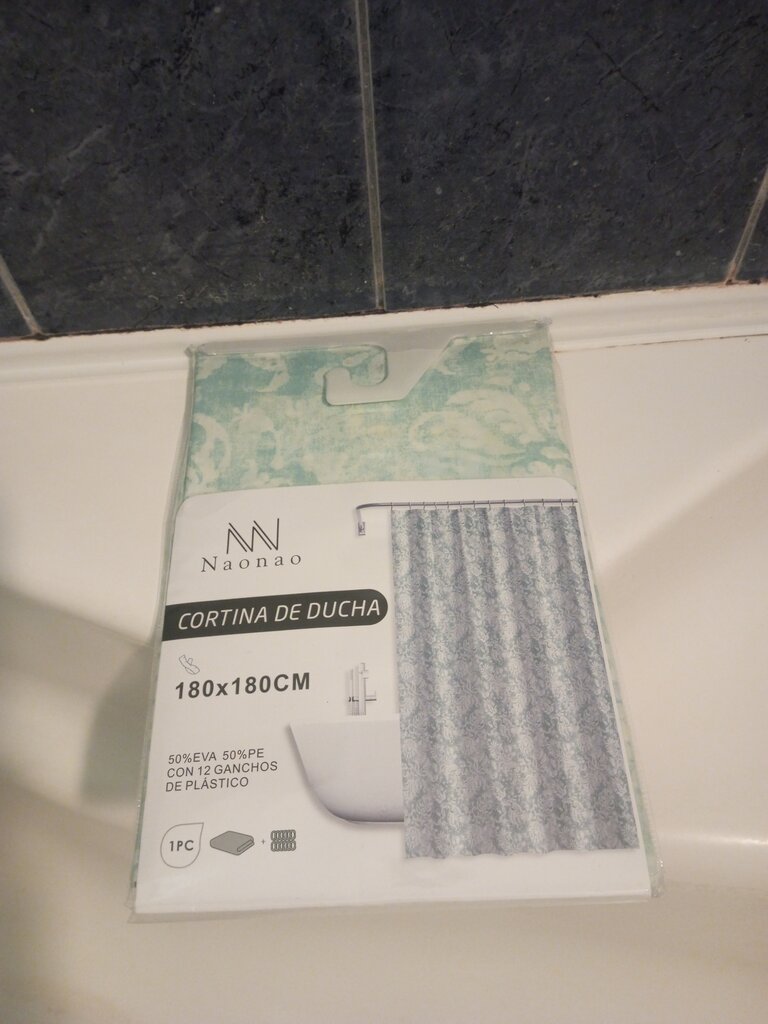 Naonao
CORTINA DE DUCHA
180x180CM
50%EVA 50%PE
CON 12 GANCHOS
DE PLÁSTICO
1PC +